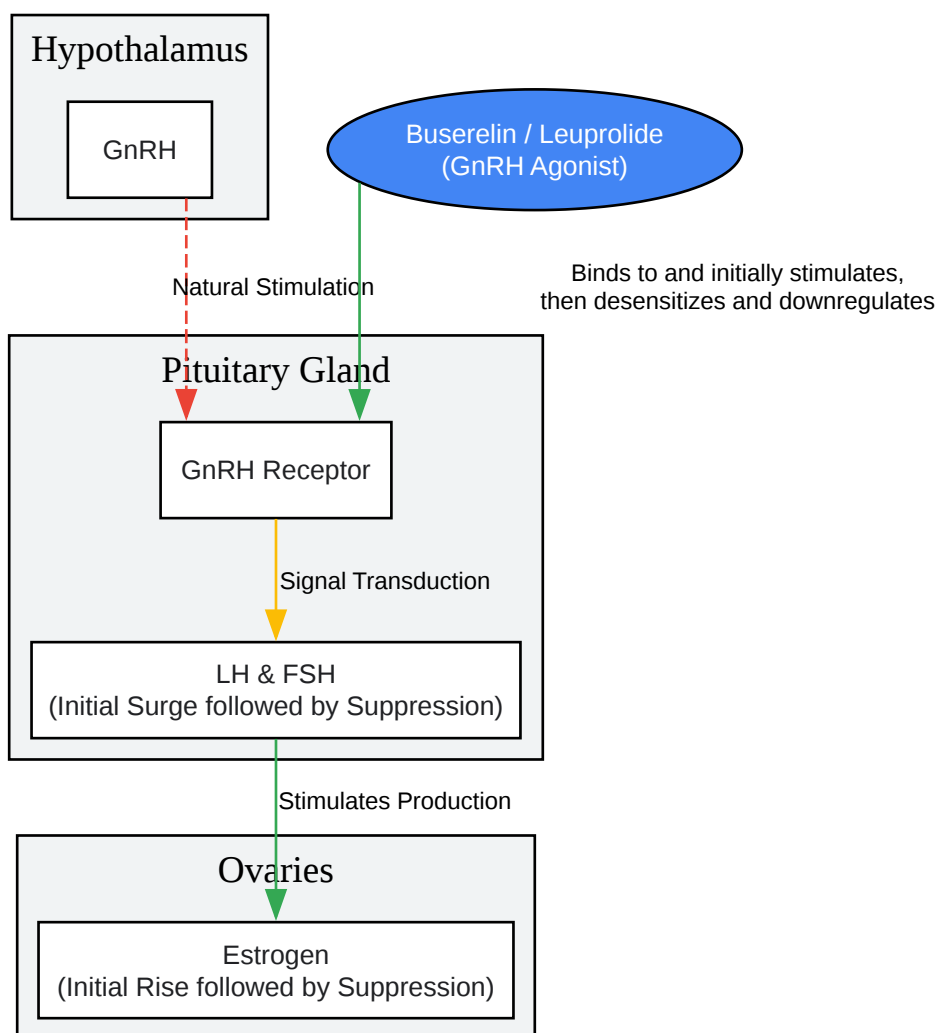 Hypothalamus
GnRH
Buserelin / Leuprolide
(GnRH Agonist)
Natural Stimulation
Binds to and initially stimulates,
then desensitizes and downregulates
Pituitary Gland
GnRH Receptor
Signal Transduction
LH & FSH
(Initial Surge followed by Suppression)
Stimulates Production
Ovaries
Estrogen
(Initial Rise followed by Suppression)